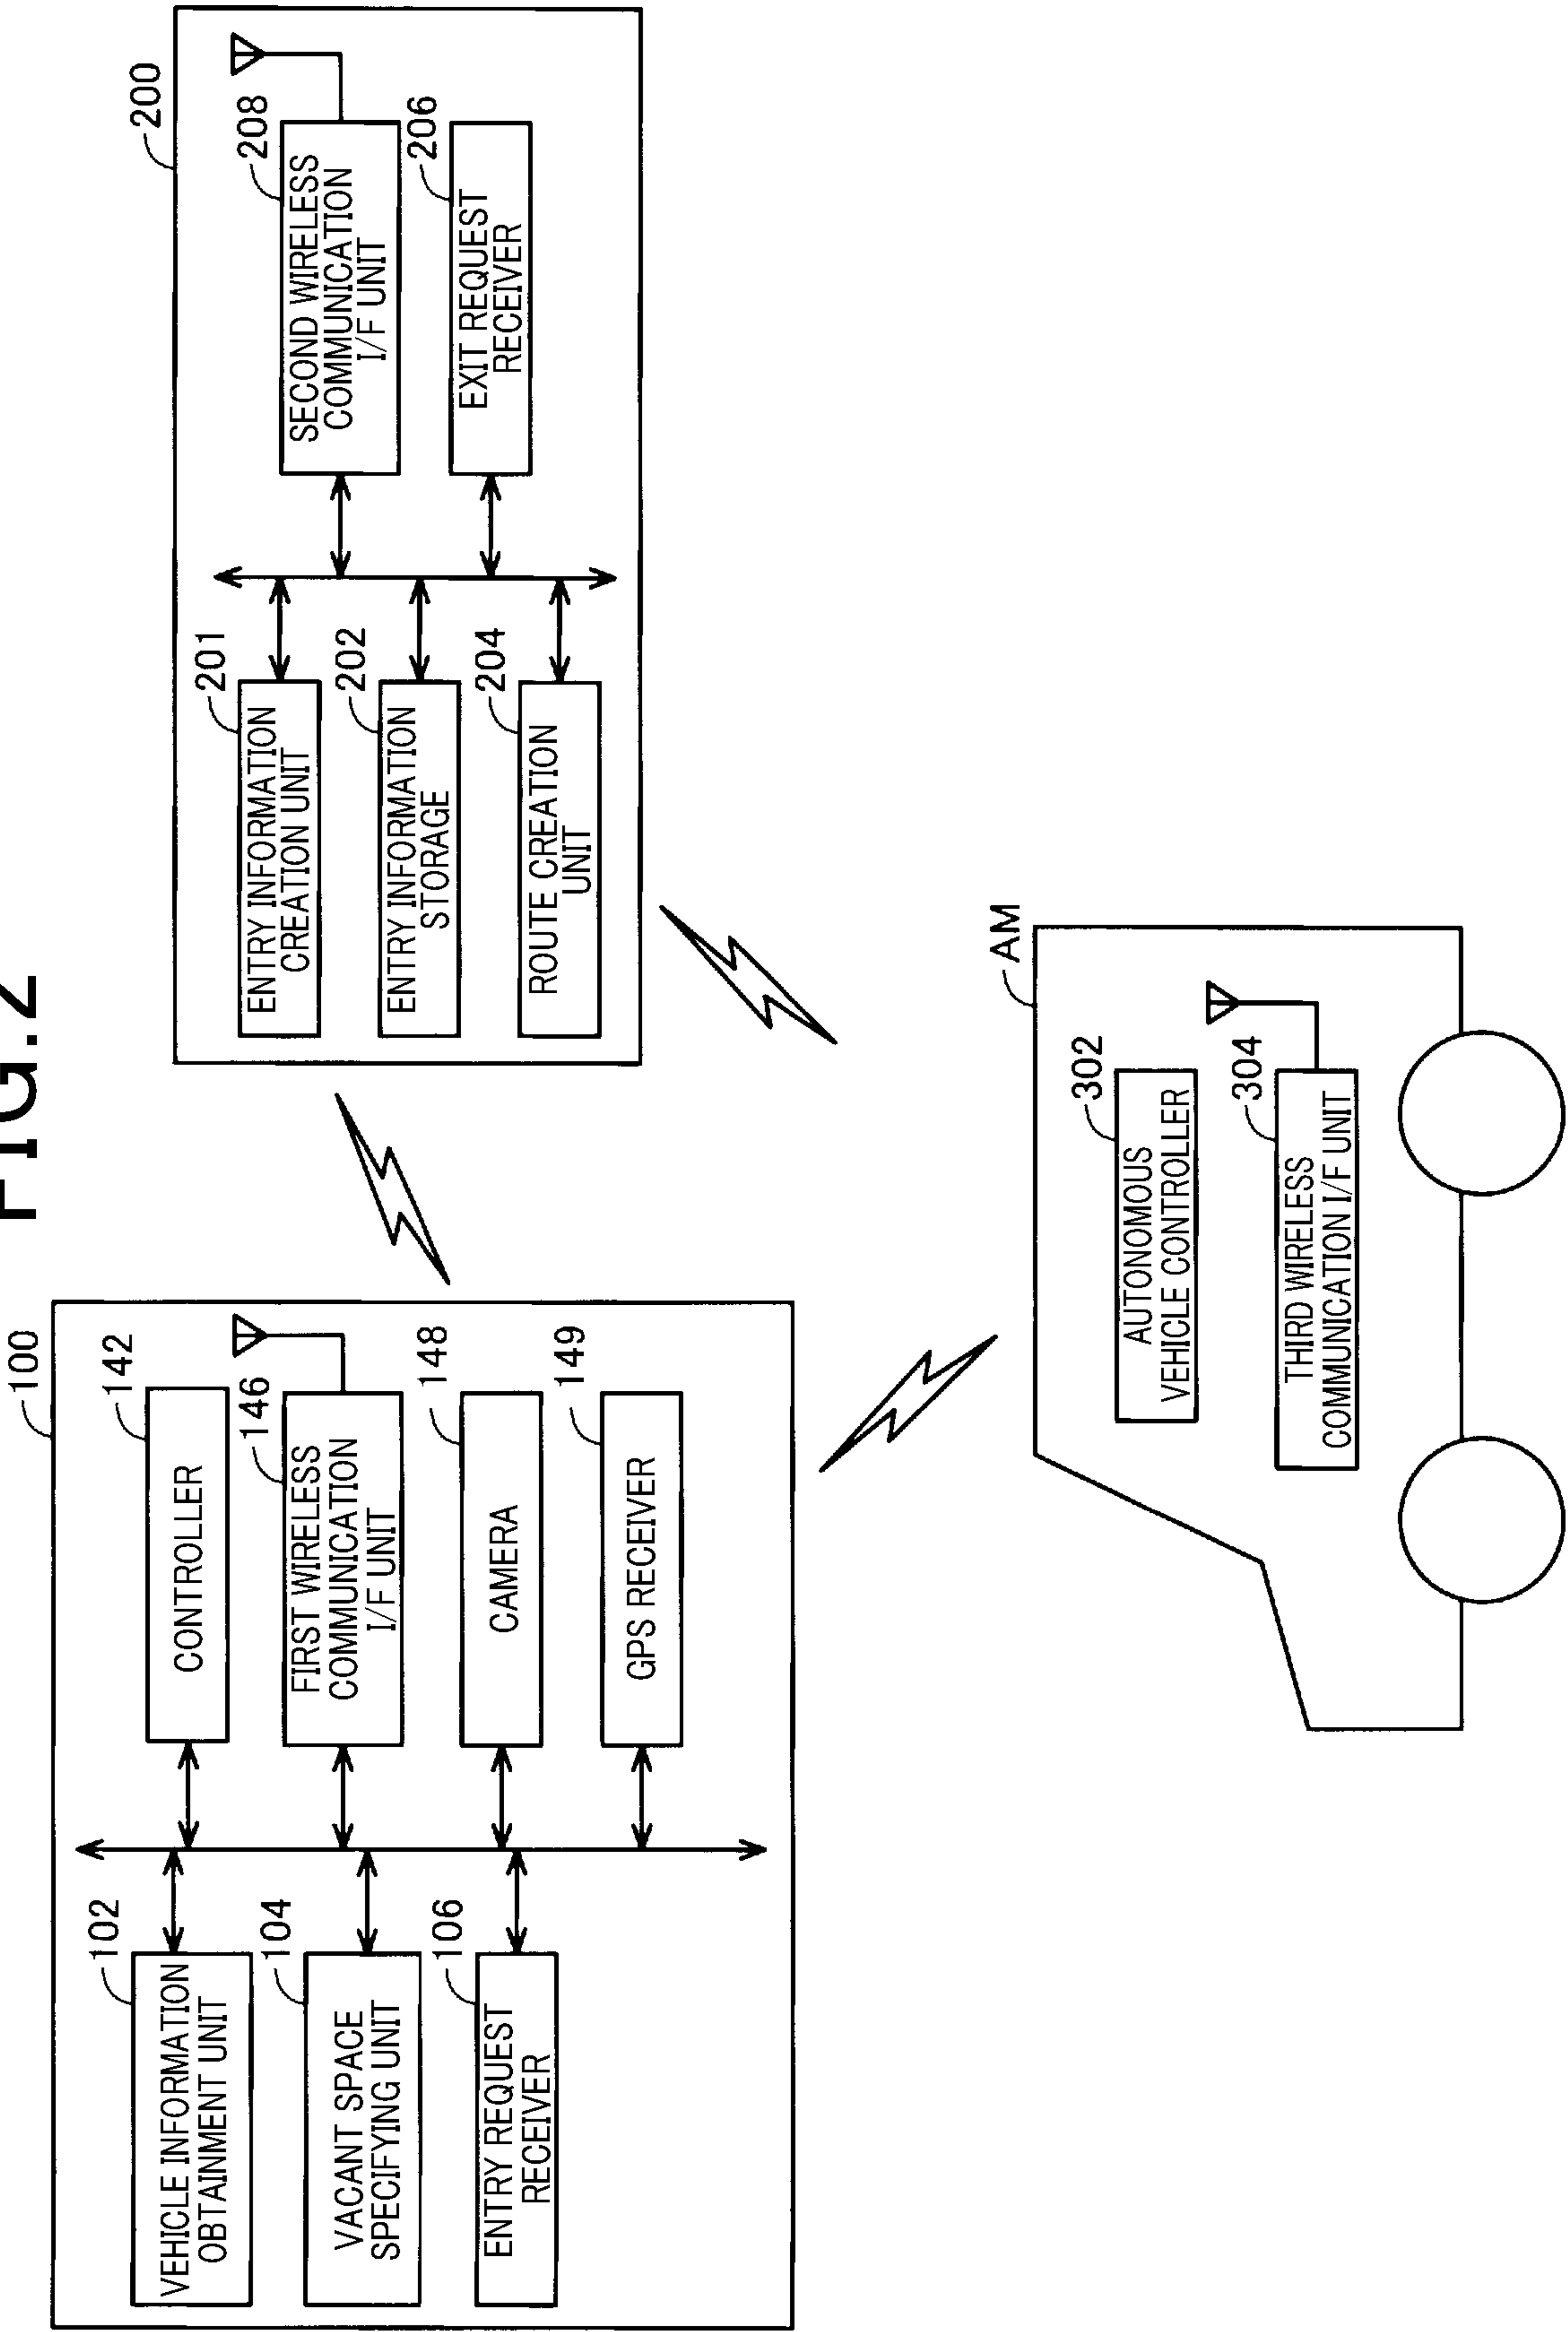 FIG.2
100
102
VEHICLE INFORMATION
OBTAINMENT UNIT
104
VACANT SPACE
SPECIFYING UNIT
106
ENTRY REQUEST
RECEIVER
142
CONTROLLER
146
FIRST WIRELESS
COMMUNICATION
I/F UNIT
148
CAMERA
149
GPS RECEIVER
200
201
ENTRY INFORMATION
CREATION UNIT
202
ENTRY INFORMATION
STORAGE
204
ROUTE CREATION
UNIT
208
SECOND WIRELESS
COMMUNICATION
I/F UNIT
206
EXIT REQUEST
RECEIVER
AM
302
AUTONOMOUS
VEHICLE CONTROLLER
304
THIRD WIRELESS
COMMUNICATION I/F UNIT